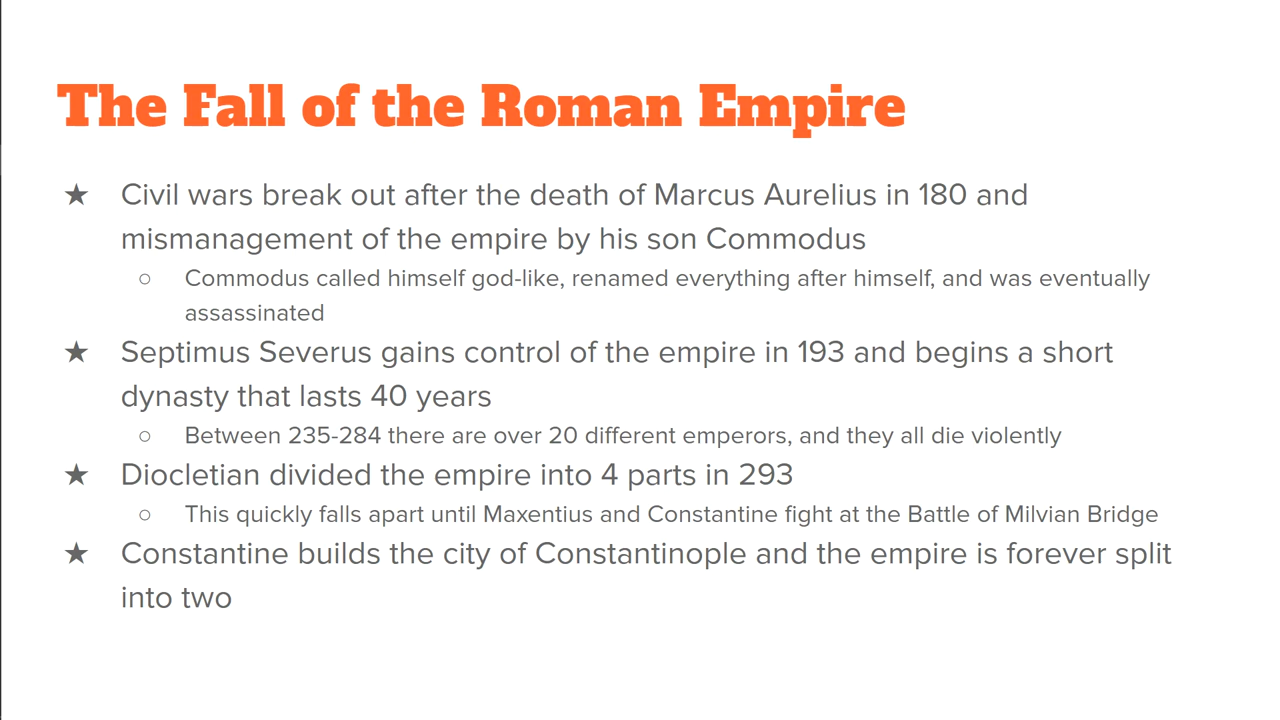 The Fall of the Roman Empire
★ Civil wars break out after the death of Marcus Aurelius in 180 and
mismanagement of the empire by his son Commodus
○ Commodus called himself god-like, renamed everything after himself, and was eventually
assassinated
★ Septimus Severus gains control of the empire in 193 and begins a short
dynasty that lasts 40 years
○ Between 235-284 there are over 20 different emperors, and they all die violently
★ Diocletian divided the empire into 4 parts in 293
○ This quickly falls apart until Maxentius and Constantine fight at the Battle of Milvian Bridge
★ Constantine builds the city of Constantinople and the empire is forever split
into two